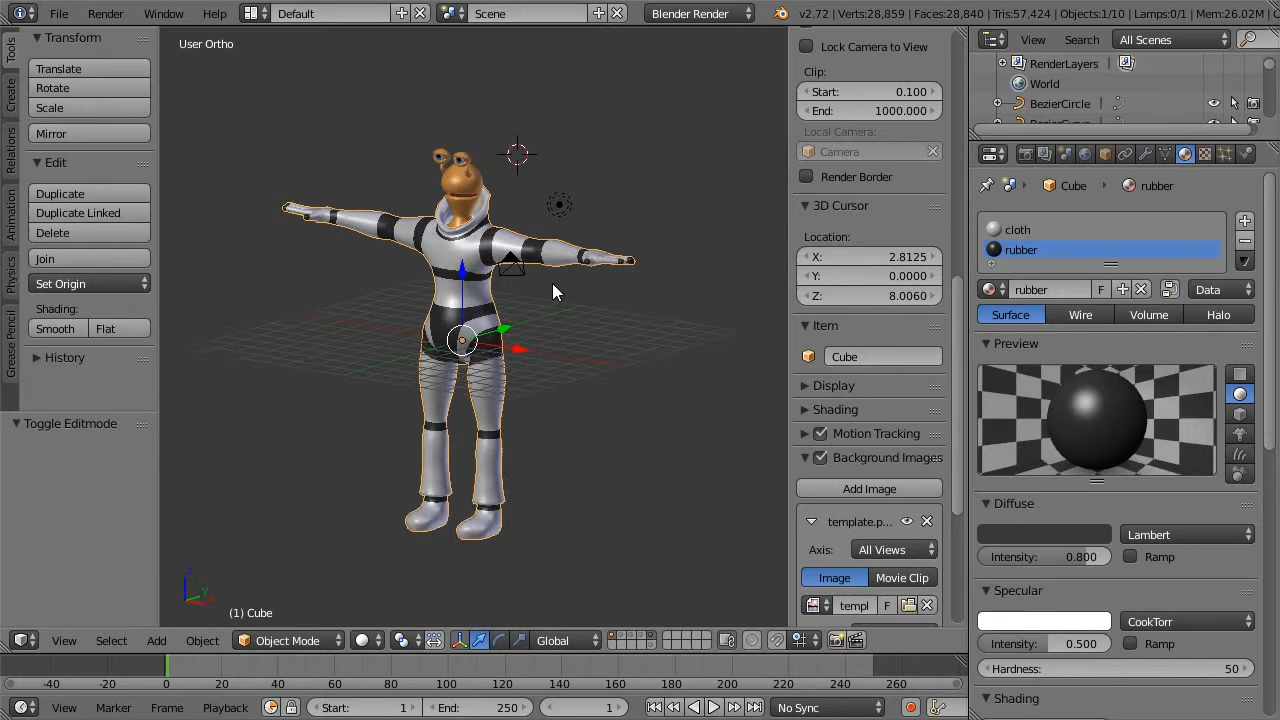 File Render Window Help Default Scene Blender Render v2.72 | Verts:28,859 | Faces:28,840 | Tris:57,424 | Objects:1/10 | Lamps:0/1 | Mem:26.02M
Tools
Create
Relations
Animation
Physics
Grease Pencil
Transform
Translate
Rotate
Scale
Mirror
Edit
Duplicate
Duplicate Linked
Delete
Join
Set Origin
Shading:
Smooth Flat
History
Toggle Editmode
User Ortho
z
y
(1) Cube
Lock Camera to View
Clip:
Start: 0.100
End: 1000.000
Local Camera:
Camera
Render Border
3D Cursor
Location:
X: 2.8125
Y: 0.0000
Z: 8.0060
Item
Cube
Display
Shading
Motion Tracking
Background Images
Add Image
template.p...
Axis: All Views
Image Movie Clip
templ F
View Search All Scenes
RenderLayers
World
BezierCircle
Cube rubber
cloth
rubber
rubber F Data
Surface Wire Volume Halo
Preview
Diffuse
Lambert
Intensity: 0.800 Ramp
Specular
CookTorr
Intensity: 0.500 Ramp
Hardness: 50
Shading
View Select Add Object Object Mode Global
-40 -20 0 20 40 60 80 100 120 140 160 180 200 220 240 260
View Marker Frame Playback Start: 1 End: 250 1 No Sync